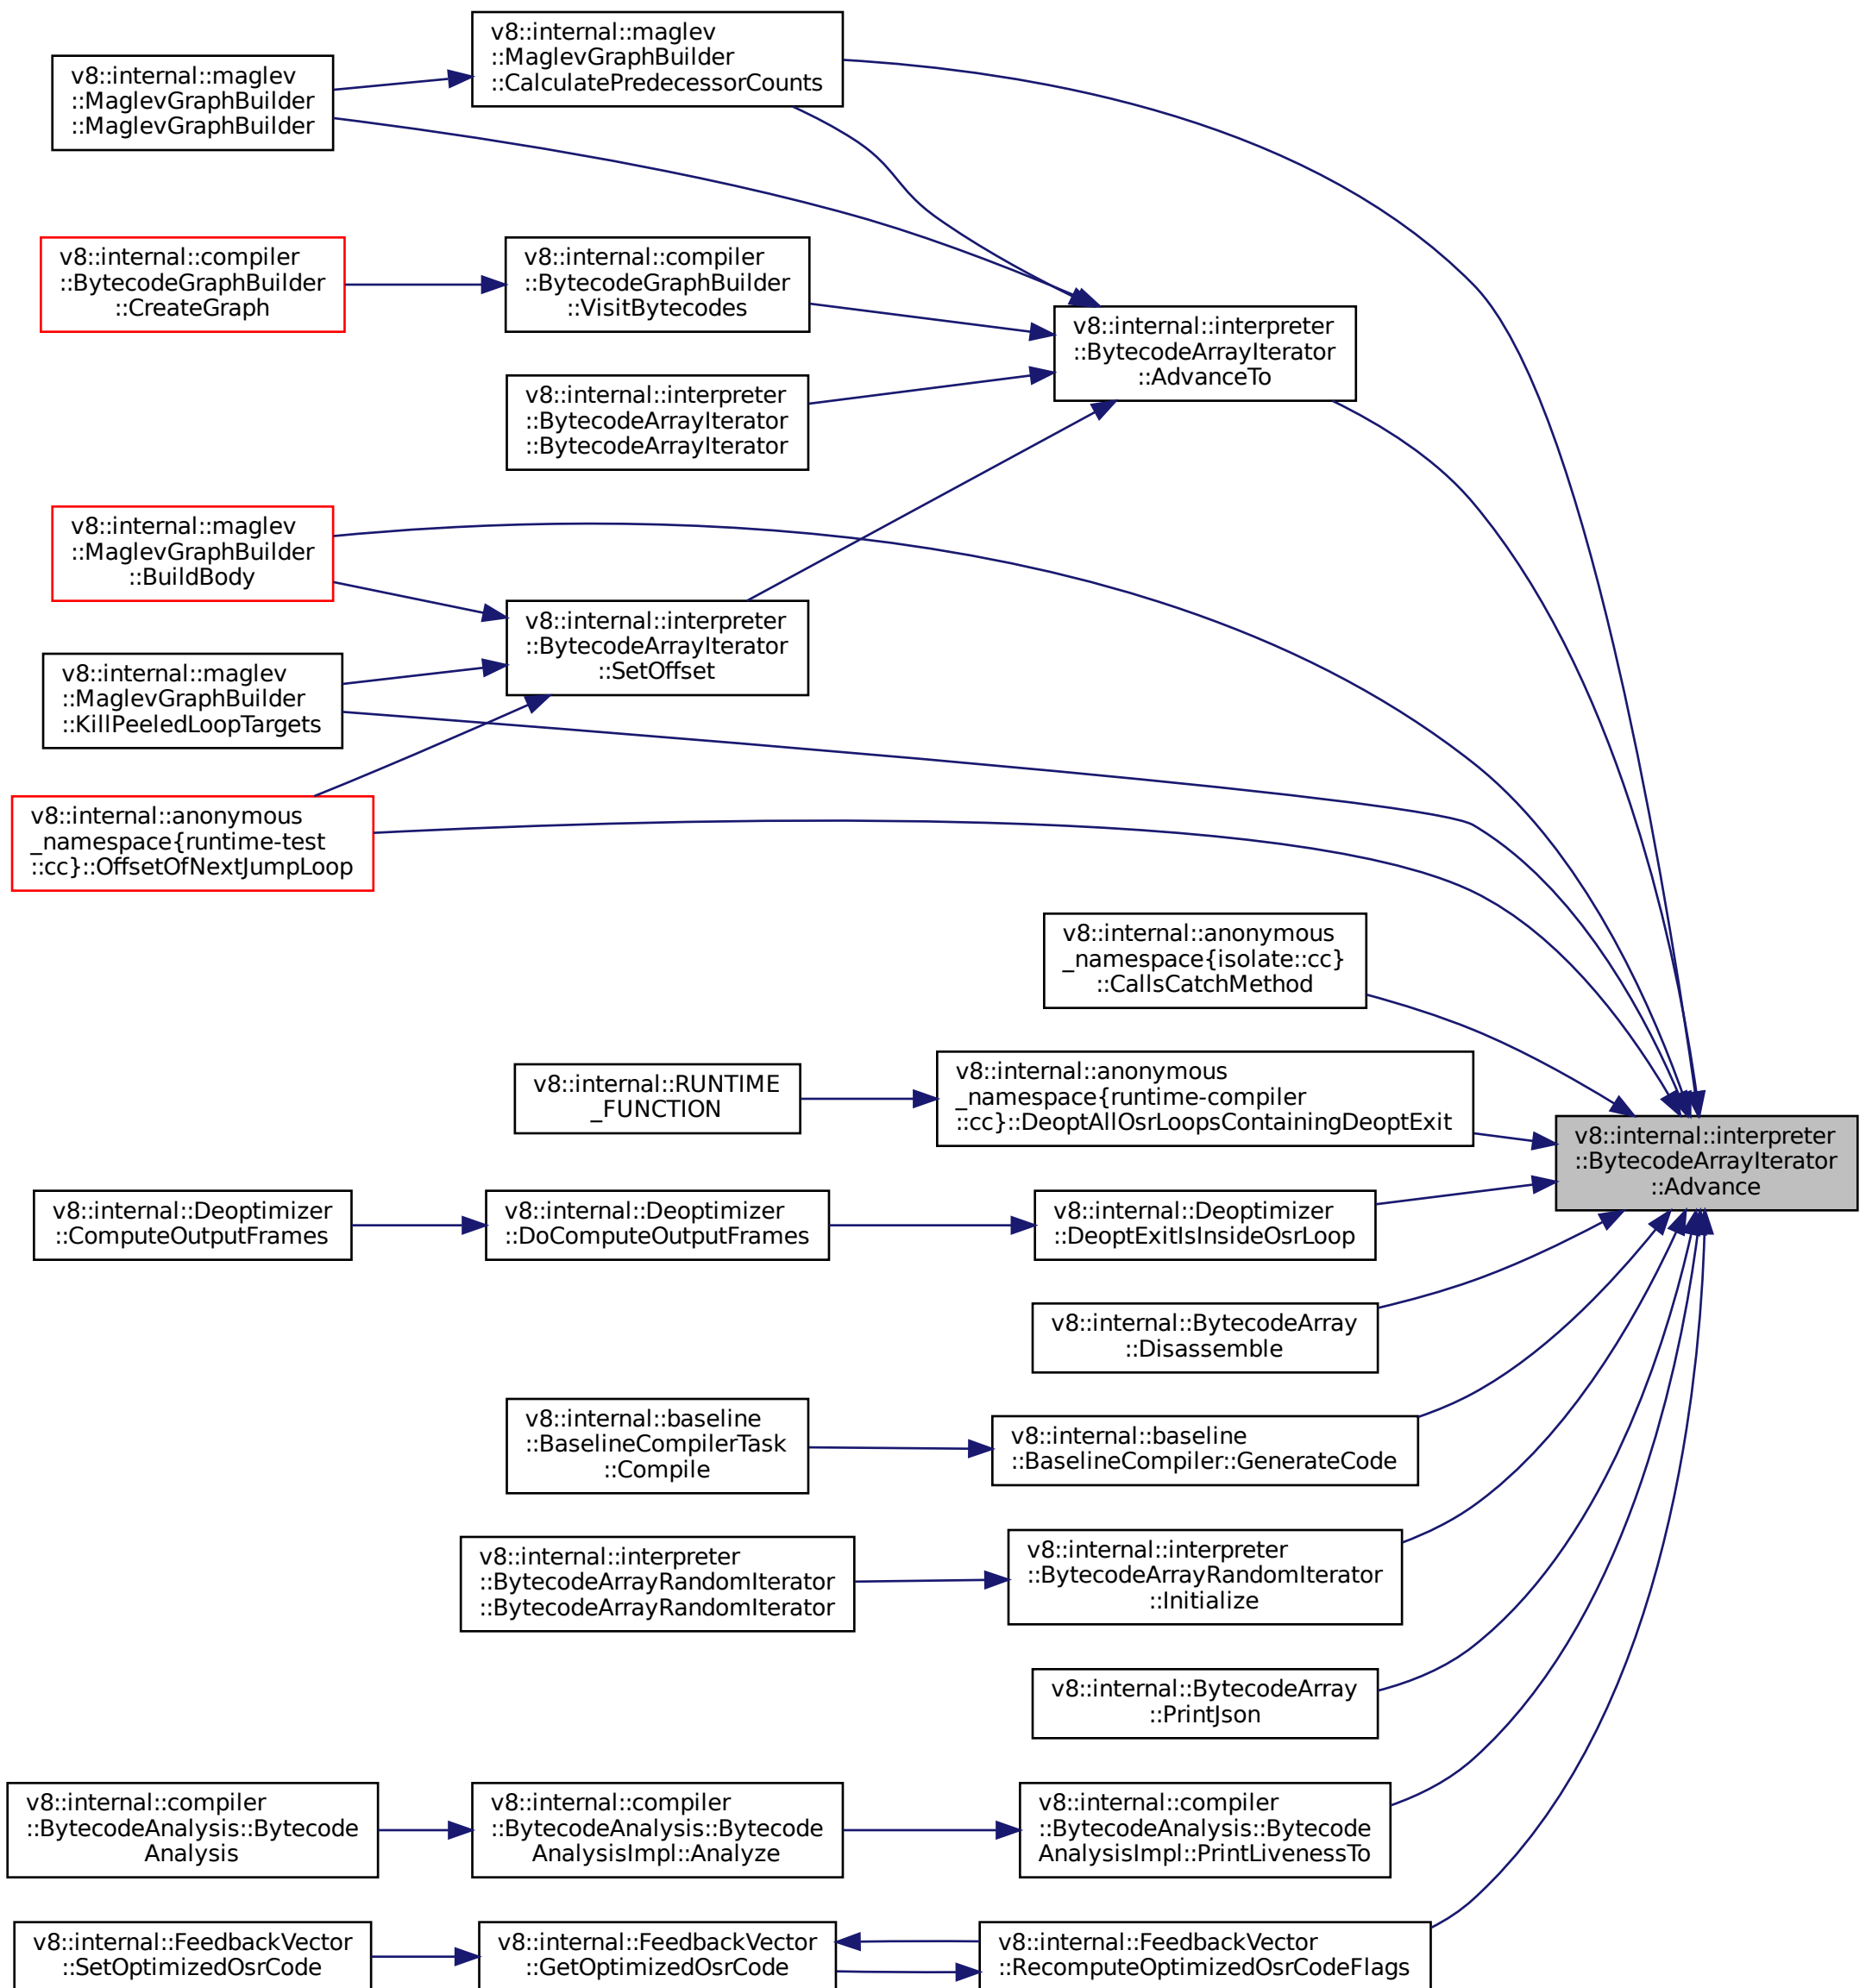 v8::internal::maglev
::MaglevGraphBuilder
::CalculatePredecessorCounts
v8::internal::maglev
::MaglevGraphBuilder
::MaglevGraphBuilder
v8::internal::compiler
::BytecodeGraphBuilder
::CreateGraph
v8::internal::compiler
::BytecodeGraphBuilder
::VisitBytecodes
v8::internal::interpreter
::BytecodeArrayIterator
::AdvanceTo
v8::internal::interpreter
::BytecodeArrayIterator
::BytecodeArrayIterator
v8::internal::maglev
::MaglevGraphBuilder
::BuildBody
v8::internal::interpreter
::BytecodeArrayIterator
::SetOffset
v8::internal::maglev
::MaglevGraphBuilder
::KillPeeledLoopTargets
v8::internal::anonymous
_namespace{runtime-test
::cc}::OffsetOfNextJumpLoop
v8::internal::anonymous
_namespace{isolate::cc}
::CallsCatchMethod
v8::internal::RUNTIME
_FUNCTION
v8::internal::anonymous
_namespace{runtime-compiler
::cc}::DeoptAllOsrLoopsContainingDeoptExit
v8::internal::interpreter
::BytecodeArrayIterator
::Advance
v8::internal::Deoptimizer
::ComputeOutputFrames
v8::internal::Deoptimizer
::DoComputeOutputFrames
v8::internal::Deoptimizer
::DeoptExitIsInsideOsrLoop
v8::internal::BytecodeArray
::Disassemble
v8::internal::baseline
::BaselineCompilerTask
::Compile
v8::internal::baseline
::BaselineCompiler::GenerateCode
v8::internal::interpreter
::BytecodeArrayRandomIterator
::BytecodeArrayRandomIterator
v8::internal::interpreter
::BytecodeArrayRandomIterator
::Initialize
v8::internal::BytecodeArray
::PrintJson
v8::internal::compiler
::BytecodeAnalysis::Bytecode
Analysis
v8::internal::compiler
::BytecodeAnalysis::Bytecode
AnalysisImpl::Analyze
v8::internal::compiler
::BytecodeAnalysis::Bytecode
AnalysisImpl::PrintLivenessTo
v8::internal::FeedbackVector
::SetOptimizedOsrCode
v8::internal::FeedbackVector
::GetOptimizedOsrCode
v8::internal::FeedbackVector
::RecomputeOptimizedOsrCodeFlags